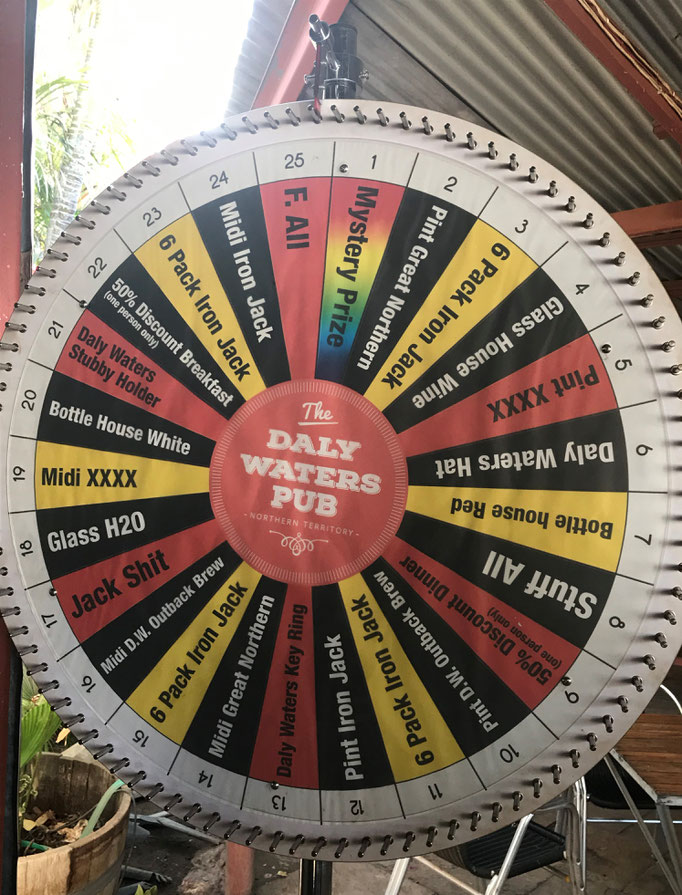 The
DALY
WATERS
PUB
- NORTHERN TERRITORY -
1
Mystery Prize
2
Pint Great Northern
3
6 Pack Iron Jack
4
Glass House Wine
5
Pint XXXX
6
Daly Waters Hat
7
Bottle house Red
8
Stuff All
9
50% Discount Dinner
(one person only)
10
Pint D.W. Outback Brew
11
6 Pack Iron Jack
12
Pint Iron Jack
13
Daly Waters Key Ring
14
Midi Great Northern
15
6 Pack Iron Jack
16
Midi D.W. Outback Brew
17
Jack Shit
18
Glass H20
19
Midi XXXX
20
Bottle House White
21
Daly Waters
Stubby Holder
22
50% Discount Breakfast
(one person only)
23
6 Pack Iron Jack
24
Midi Iron Jack
25
F. All